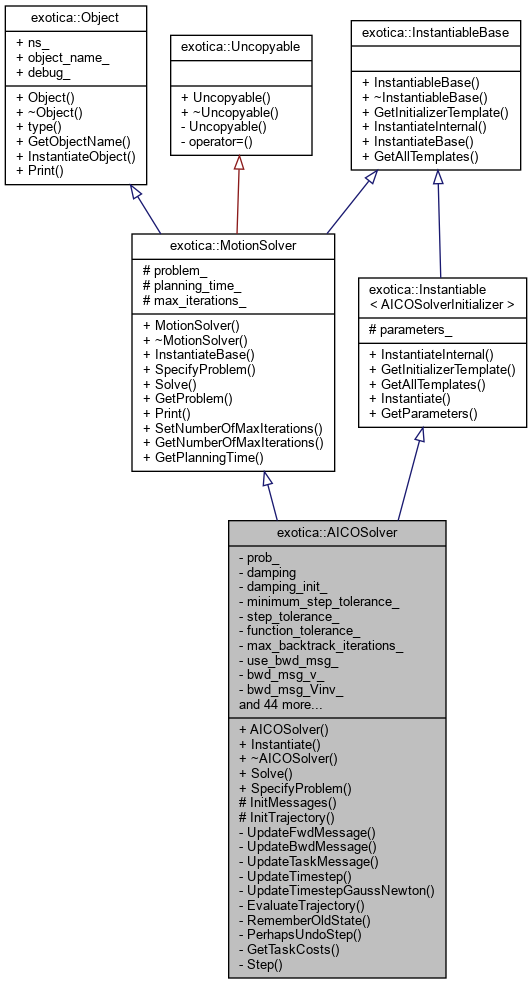 exotica::Object
+ ns_
+ object_name_
+ debug_
+ Object()
+ ~Object()
+ type()
+ GetObjectName()
+ InstantiateObject()
+ Print()
exotica::Uncopyable
+ Uncopyable()
+ ~Uncopyable()
- Uncopyable()
- operator=()
exotica::InstantiableBase
+ InstantiableBase()
+ ~InstantiableBase()
+ GetInitializerTemplate()
+ InstantiateInternal()
+ InstantiateBase()
+ GetAllTemplates()
exotica::MotionSolver
# problem_
# planning_time_
# max_iterations_
+ MotionSolver()
+ ~MotionSolver()
+ InstantiateBase()
+ SpecifyProblem()
+ Solve()
+ GetProblem()
+ Print()
+ SetNumberOfMaxIterations()
+ GetNumberOfMaxIterations()
+ GetPlanningTime()
exotica::Instantiable
< AICOSolverInitializer >
# parameters_
+ InstantiateInternal()
+ GetInitializerTemplate()
+ GetAllTemplates()
+ Instantiate()
+ GetParameters()
exotica::AICOSolver
- prob_
- damping
- damping_init_
- minimum_step_tolerance_
- step_tolerance_
- function_tolerance_
- max_backtrack_iterations_
- use_bwd_msg_
- bwd_msg_v_
- bwd_msg_Vinv_
and 44 more...
+ AICOSolver()
+ Instantiate()
+ ~AICOSolver()
+ Solve()
+ SpecifyProblem()
# InitMessages()
# InitTrajectory()
- UpdateFwdMessage()
- UpdateBwdMessage()
- UpdateTaskMessage()
- UpdateTimestep()
- UpdateTimestepGaussNewton()
- EvaluateTrajectory()
- RememberOldState()
- PerhapsUndoStep()
- GetTaskCosts()
- Step()